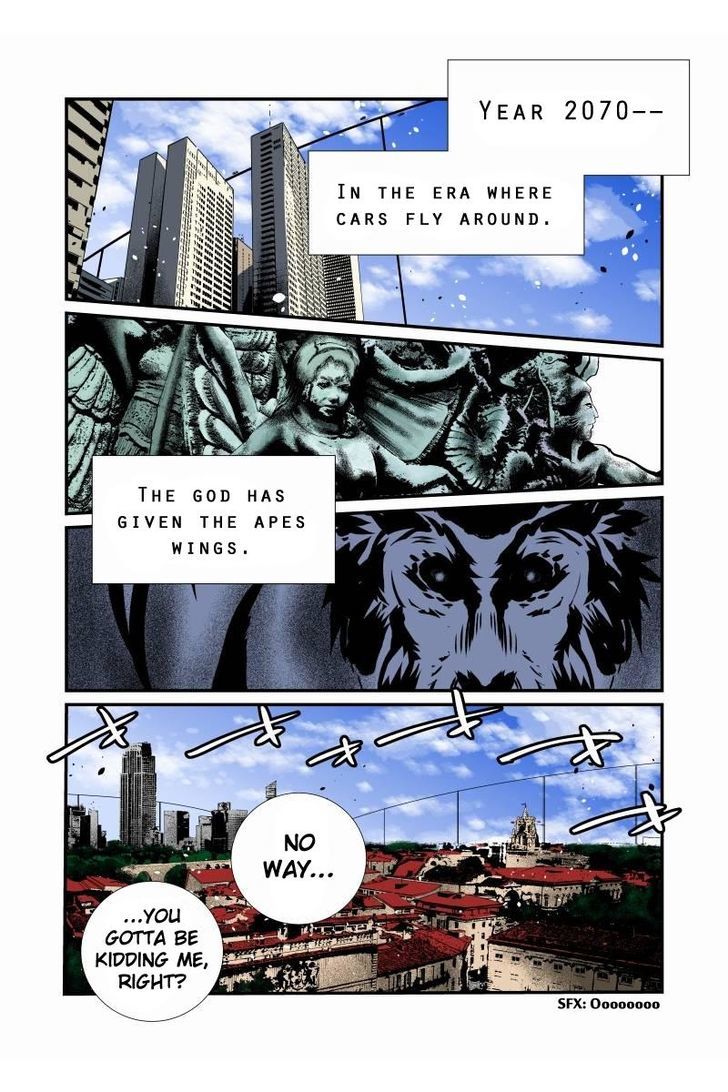 YEAR 2070--
IN THE ERA WHERE
CARS FLY AROUND.
THE GOD HAS
GIVEN THE APES
WINGS.
NO
WAY...
...YOU
GOTTA BE
KIDDING ME,
RIGHT?
SFX: Oooooooo